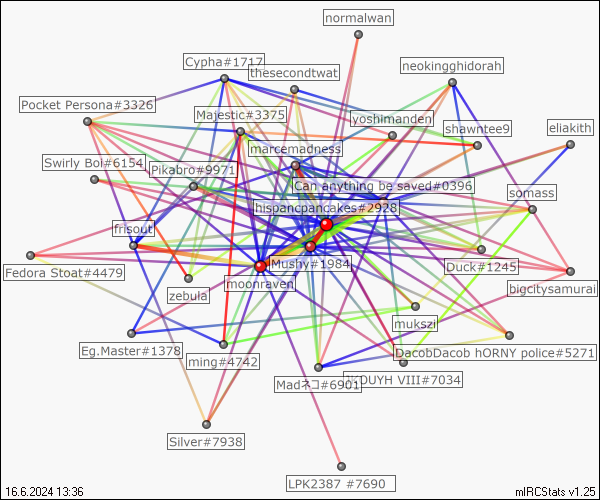 normalwan
Cypha#1717
thesecondtwat
neokingghidorah
Pocket Persona#3326
Majestic#3375
yoshimanden
shawntee9
eliakith
marcemadness
Swirly Boi#6154
Pikabro#9971
Can anything be saved#0396
somass
hispancpancakes#2928
frisout
Mushy#1984
Duck#1245
Fedora Stoat#4479
moonraven
bigctysamurai
zebula
mukszi
Eg.Master#1378
ming#4742
DacobDacob hORNY police#5271
Madネコ#6901
OUYH VIII#7034
Silver#7938
LPK2387 #7690
16.6.2024 13:36
mIRCStats v1.25